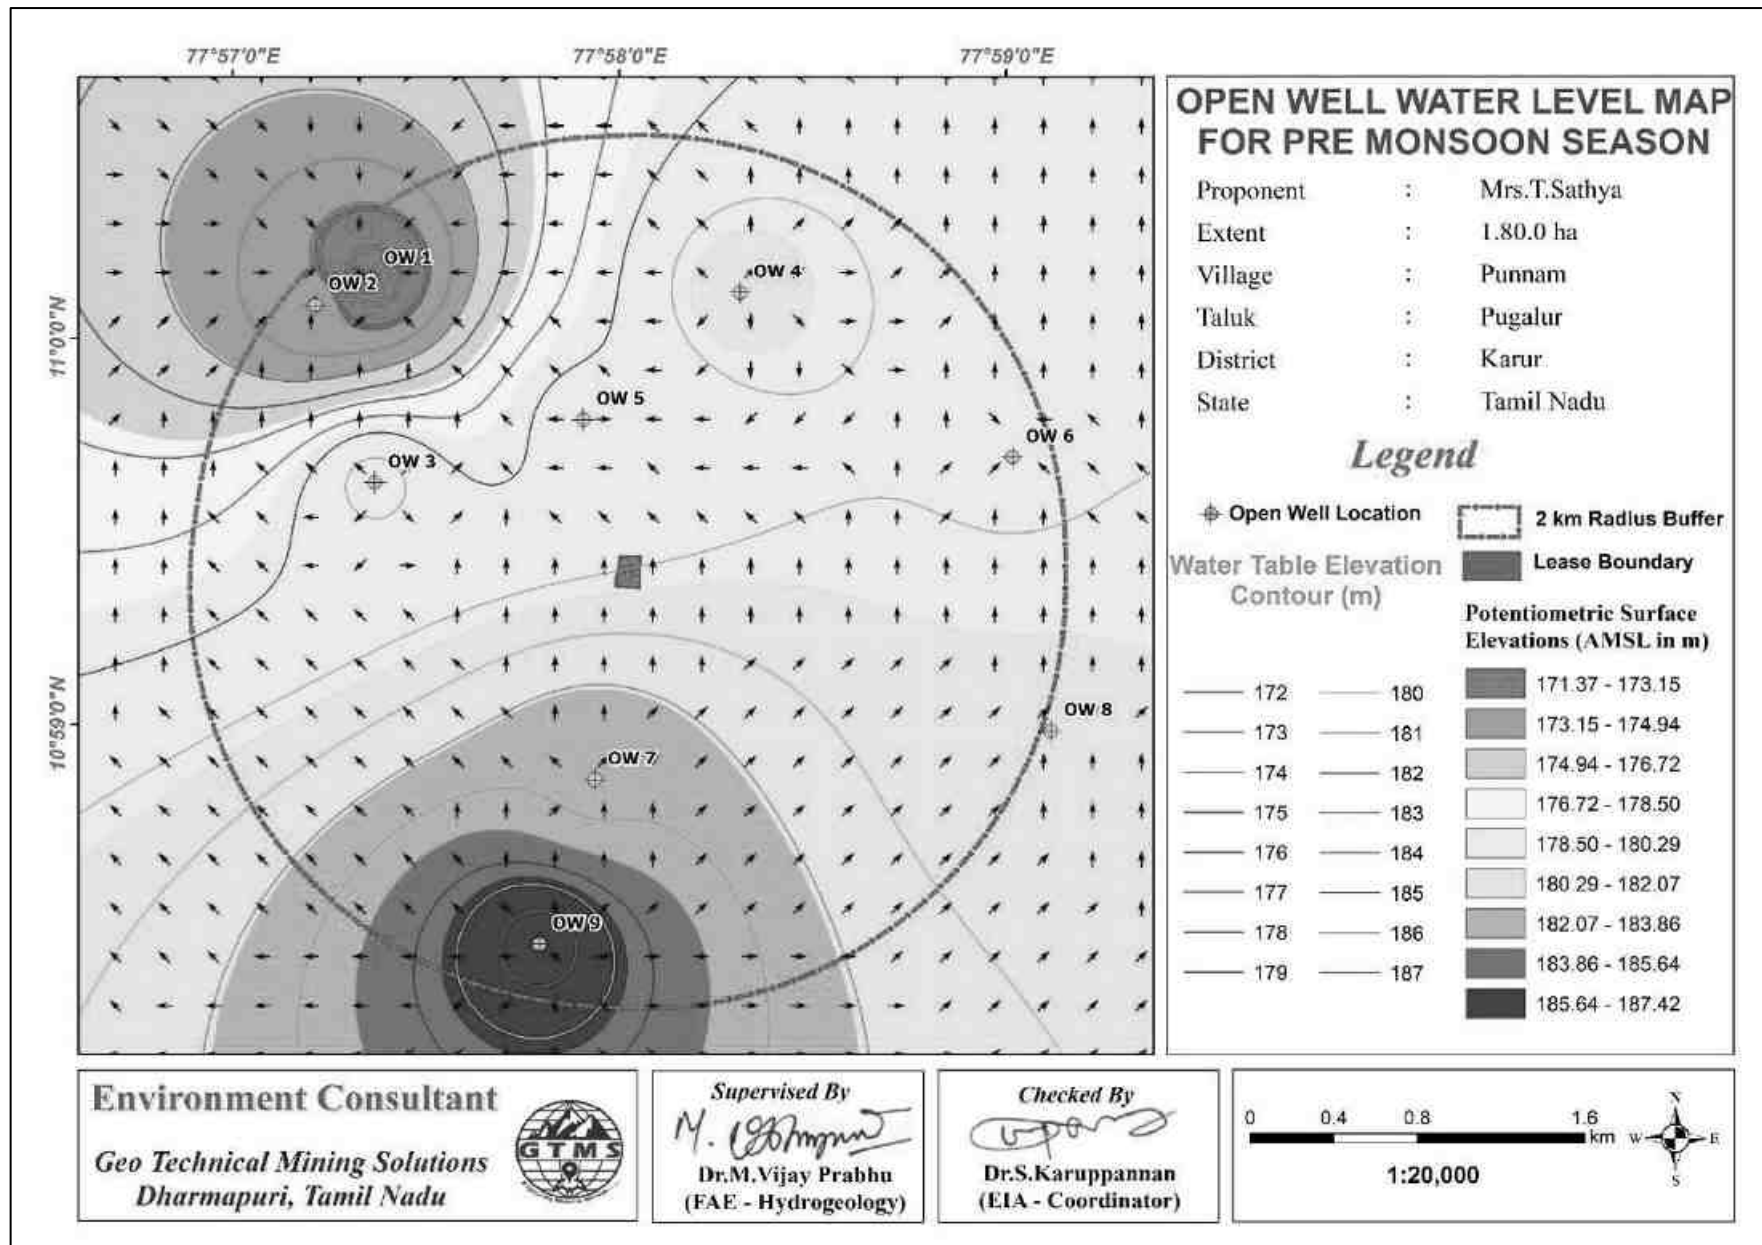 77°57'0"E
77°58'0"E
77°59'0"E
11°0'0"N
10°59'0"N
OW 1
OW 2
OW 4
OW 5
OW 6
OW 3
OW 8
OW 7
OW 9
OPEN WELL WATER LEVEL MAP
FOR PRE MONSOON SEASON
Proponent : Mrs.T.Sathya
Extent : 1.80.0 ha
Village : Punnam
Taluk : Pugalur
District : Karur
State : Tamil Nadu
Legend
Open Well Location
2 km Radius Buffer
Lease Boundary
Water Table Elevation
Contour (m)
172 180
173 181
174 182
175 183
176 184
177 185
178 186
179 187
Potentiometric Surface
Elevations (AMSL in m)
171.37 - 173.15
173.15 - 174.94
174.94 - 176.72
176.72 - 178.50
178.50 - 180.29
180.29 - 182.07
182.07 - 183.86
183.86 - 185.64
185.64 - 187.42
Environment Consultant
Geo Technical Mining Solutions
Dharmapuri, Tamil Nadu
GTMS
Supervised By
Dr.M.Vijay Prabhu
(FAE - Hydrogeology)
Checked By
Dr.S.Karuppannan
(EIA - Coordinator)
0 0.4 0.8 1.6
km
1:20,000
N
W E
S